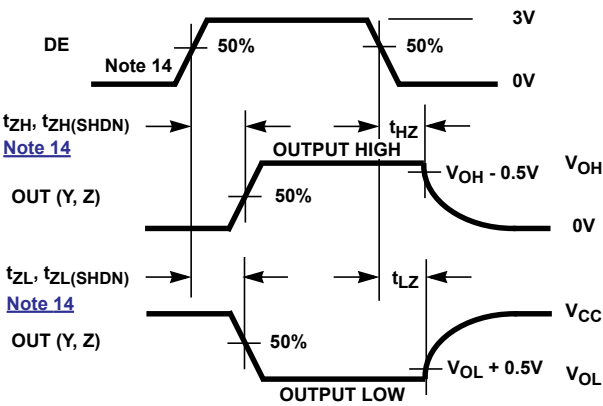 3V
DE
50%
50%
Note 14
0V
tZH, tZH(SHDN)
Note 14
tHZ
OUTPUT HIGH
VOH - 0.5V
VOH
OUT (Y, Z)
50%
0V
tZL, tZL(SHDN)
Note 14
tLZ
VCC
OUT (Y, Z)
50%
VOL + 0.5V
VOL
OUTPUT LOW